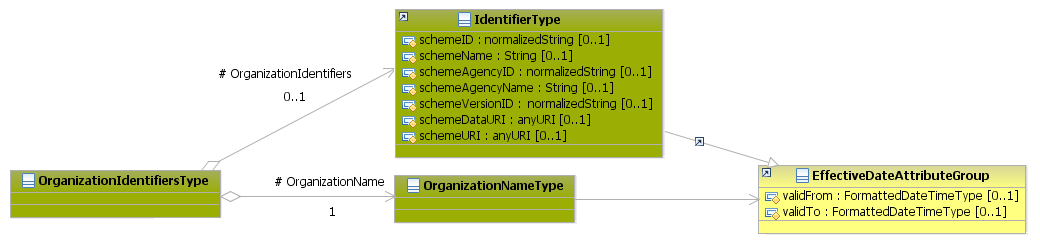 IdentifierType
schemeID : normalizedString [0..1]
schemeName : String [0..1]
schemeAgencyID : normalizedString [0..1]
schemeAgencyName : String [0..1]
schemeVersionID : normalizedString [0..1]
schemeDataURI : anyURI [0..1]
schemeURI : anyURI [0..1]
# OrganizationIdentifiers
0..1
OrganizationIdentifiersType
# OrganizationName
1
OrganizationNameType
EffectiveDateAttributeGroup
validFrom : FormattedDateTimeType [0..1]
validTo : FormattedDateTimeType [0..1]